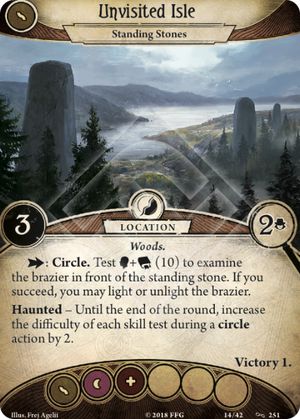 Unvisited Isle
Standing Stones
3
LOCATION
2
Woods.
: Circle. Test + (10) to examine
the brazier in front of the standing stone. If you
succeed, you may light or unlight the brazier.
Haunted – Until the end of the round, increase
the difficulty of each skill test during a circle
action by 2.
Victory 1.
Illus. Frej Agelii
© 2018 FFG
14/42
251